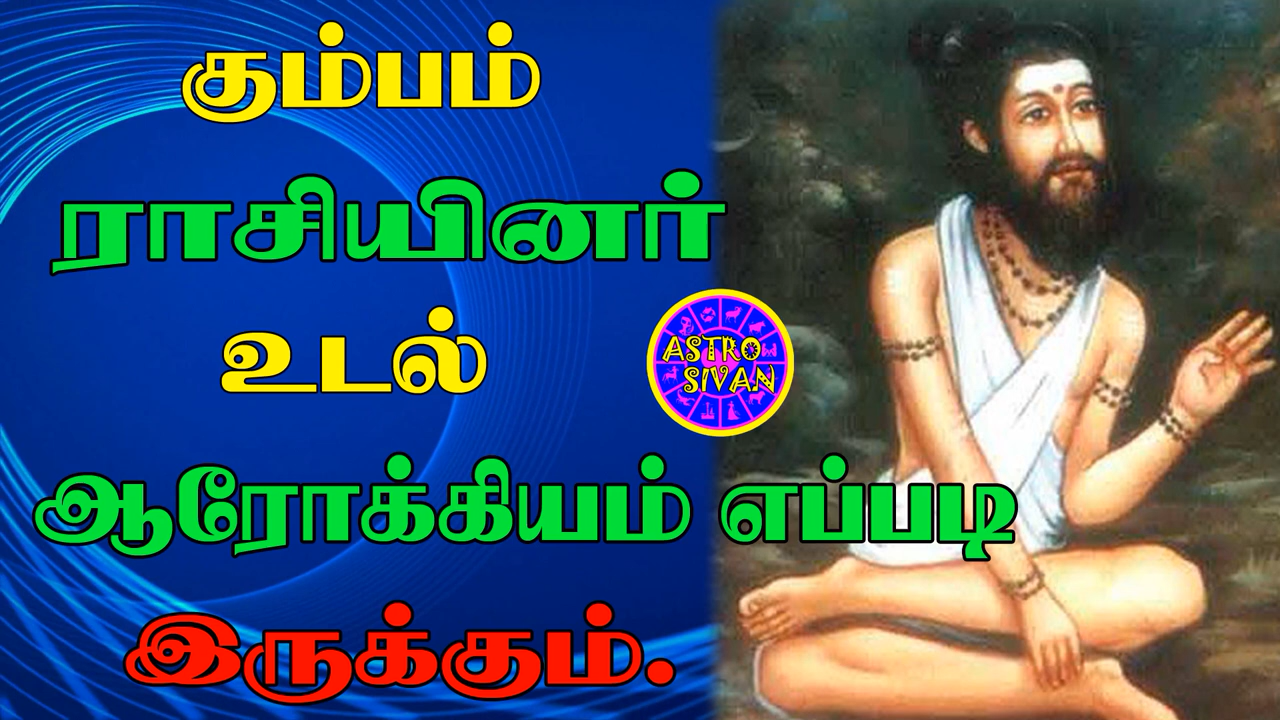 கும்பம்
ராசியினர்
உடல்
ASTRO
SIVAN
ஆரோக்கியம் எப்படி
இருக்கும்.